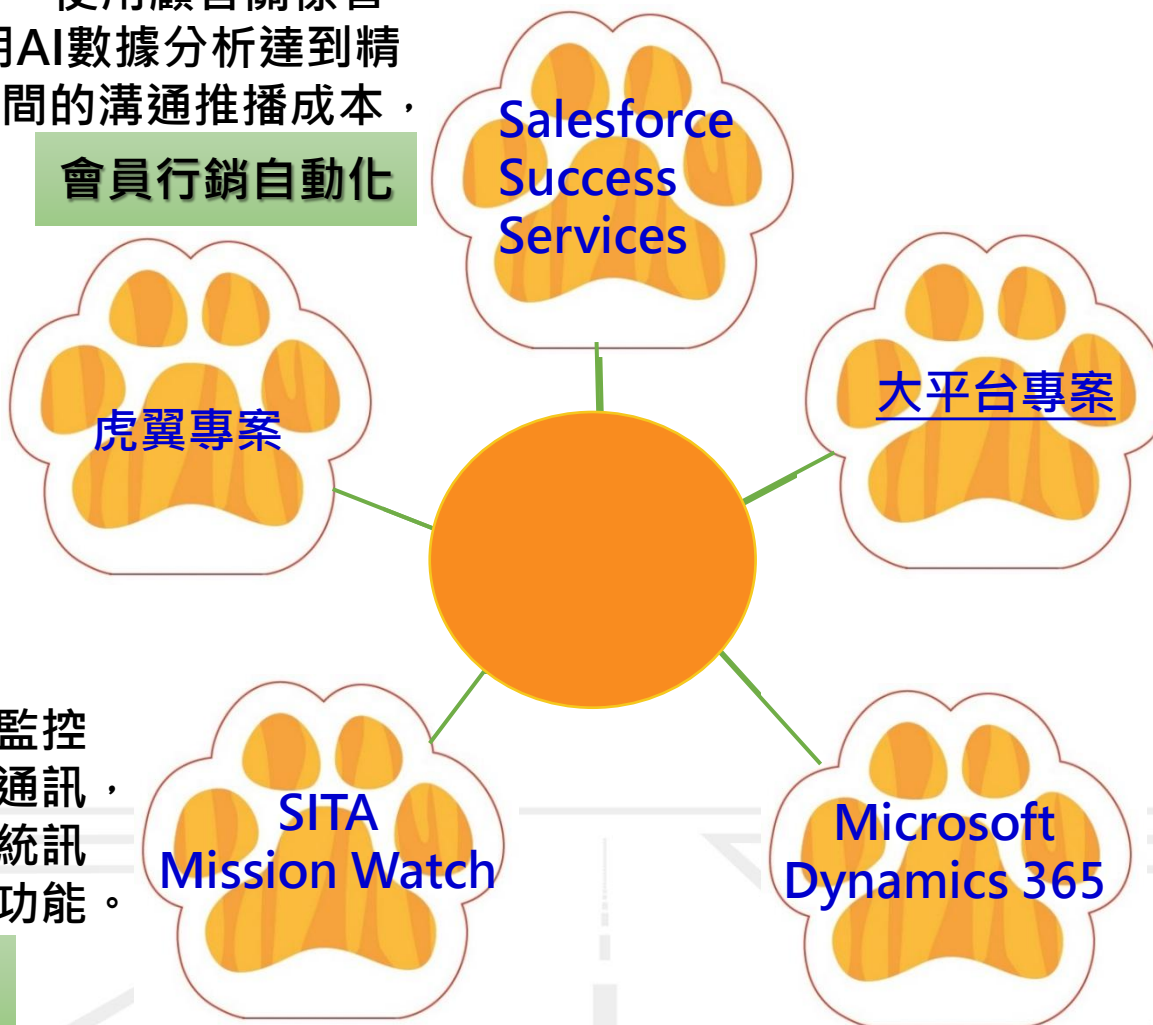 使用顧客關係管
用AI數據分析達到精
間的溝通推播成本，
會員行銷自動化
Salesforce
Success
Services
虎翼專案
大平台專案
監控
通訊，
統訊
功能。
SITA
Mission Watch
Microsoft
Dynamics 365